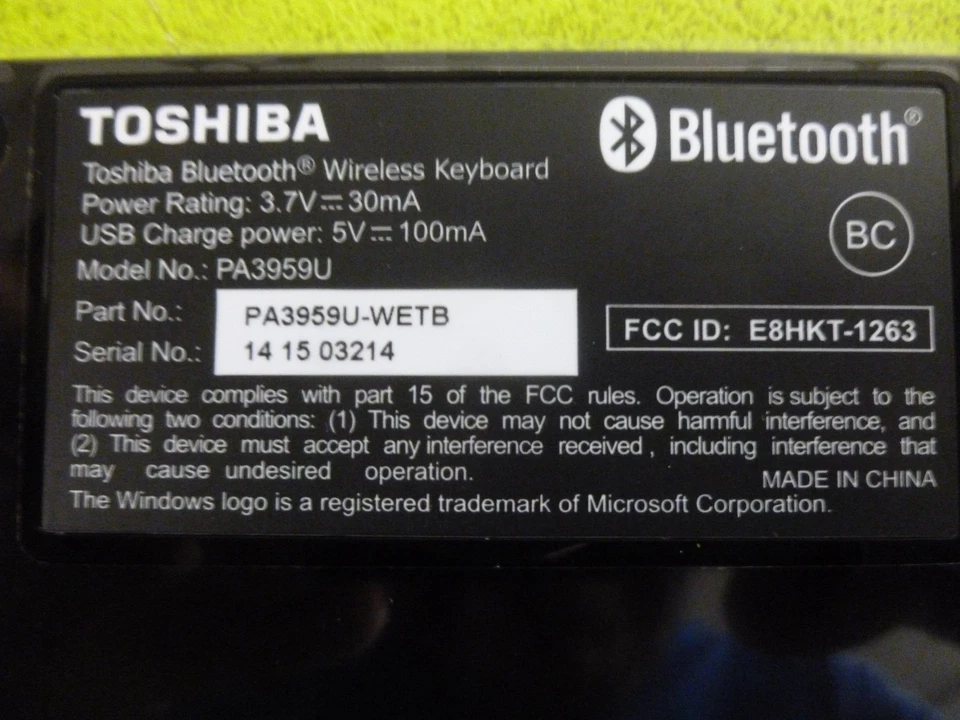 TOSHIBA
Bluetooth®
Toshiba Bluetooth® Wireless Keyboard
Power Rating: 3.7V⎓30mA
USB Charge power: 5V⎓100mA
BC
Model No.: PA3959U
Part No.: PA3959U-WETB
Serial No.: 14 15 03214
FCC ID: E8HKT-1263
This device complies with part 15 of the FCC rules. Operation is subject to the
following two conditions: (1) This device may not cause harmful interference, and
(2) This device must accept any interference received, including interference that
may cause undesired operation.
MADE IN CHINA
The Windows logo is a registered trademark of Microsoft Corporation.